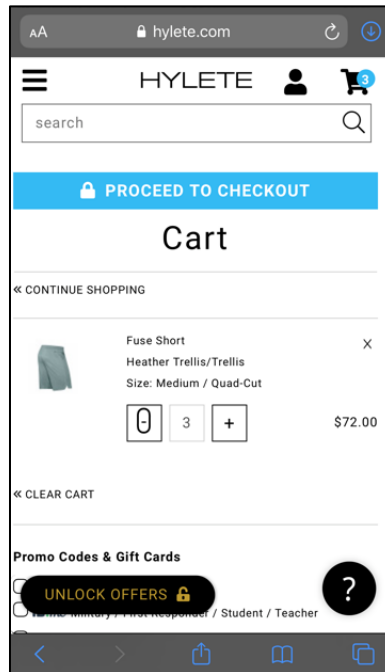 AA hylete.com
HYLETE 3
search
PROCEED TO CHECKOUT
Cart
« CONTINUE SHOPPING
Fuse Short X
Heather Trellis/Trellis
Size: Medium / Quad-Cut
- 3 + $72.00
« CLEAR CART
Promo Codes & Gift Cards
UNLOCK OFFERS ?
Military / First Responder / Student / Teacher